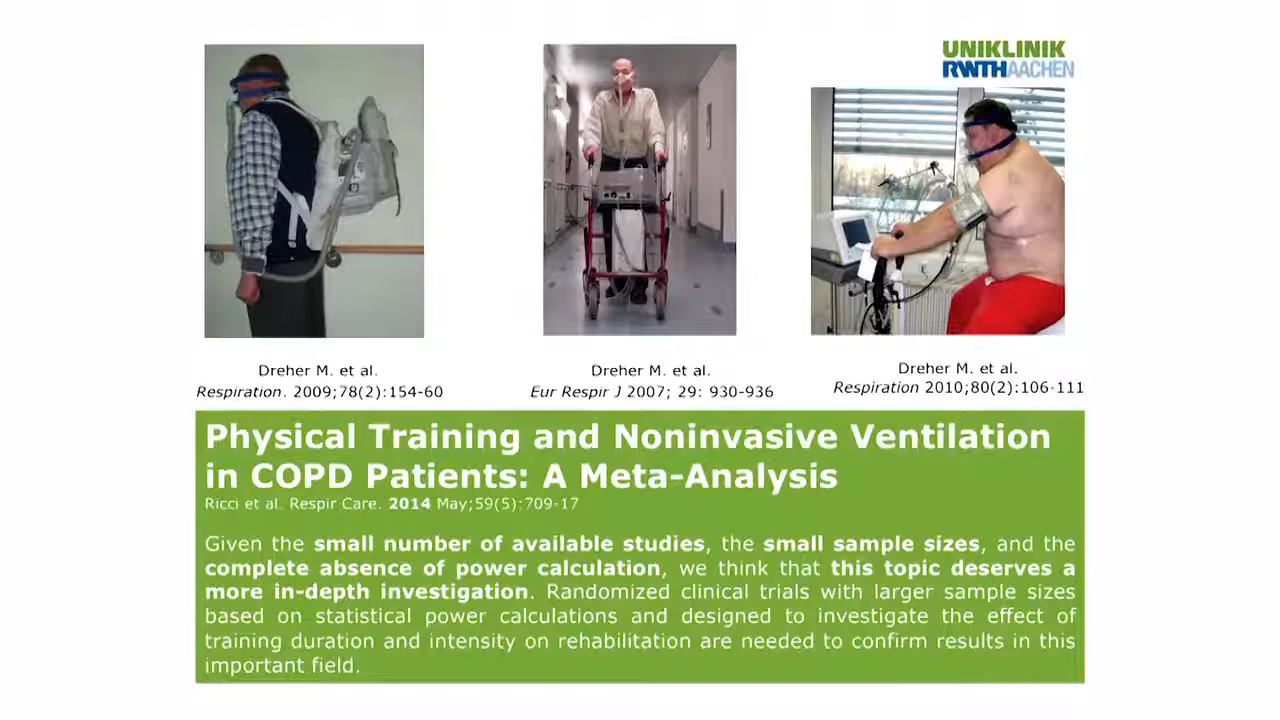 UNIKLINIK
RWTHAACHEN
Dreher M. et al.
Respiration. 2009;78(2):154-60
Dreher M. et al.
Eur Respir J 2007; 29: 930-936
Dreher M. et al.
Respiration 2010;80(2):106-111
Physical Training and Noninvasive Ventilation
in COPD Patients: A Meta-Analysis
Ricci et al. Respir Care. 2014 May;59(5):709-17
Given the small number of available studies, the small sample sizes, and the
complete absence of power calculation, we think that this topic deserves a
more in-depth investigation. Randomized clinical trials with larger sample sizes
based on statistical power calculations and designed to investigate the effect of
training duration and intensity on rehabilitation are needed to confirm results in this
important field.